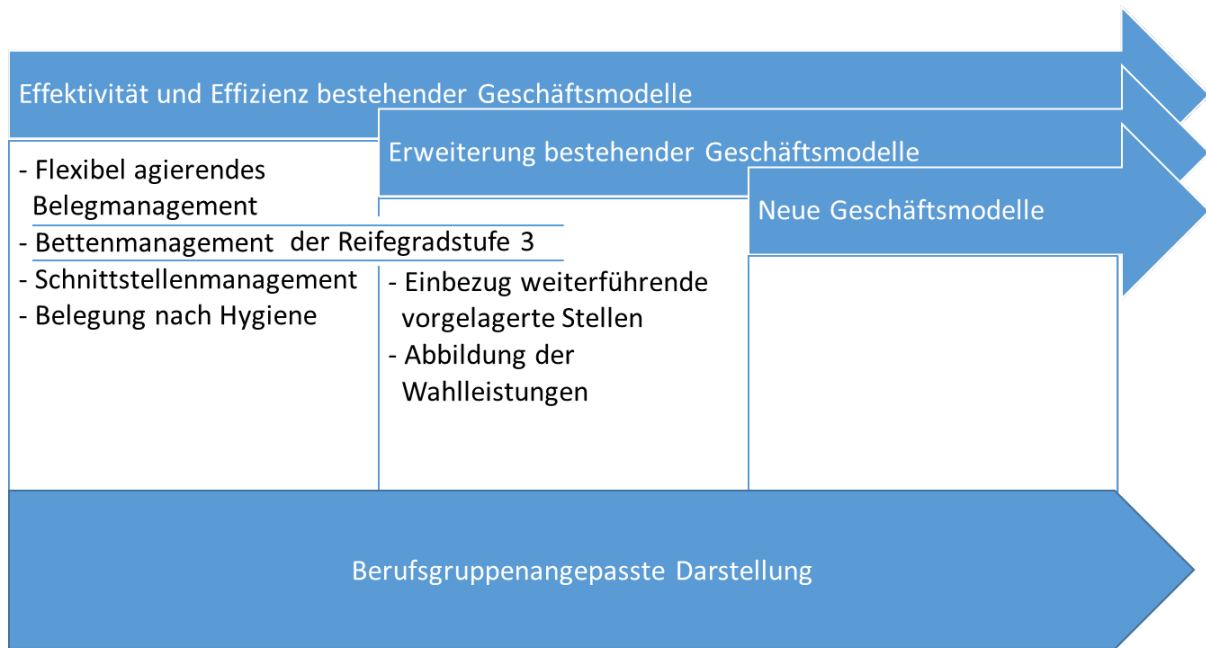 Effektivität und Effizienz bestehender Geschäftsmodelle
Erweiterung bestehender Geschäftsmodelle
Neue Geschäftsmodelle
- Flexibel agierendes
Belegmanagement
- Bettenmanagement der Reifegradstufe 3
- Schnittstellenmanagement
- Belegung nach Hygiene
- Einbezug weiterführende
vorgelagerte Stellen
- Abbildung der
Wahlleistungen
Berufsgruppenangepasste Darstellung